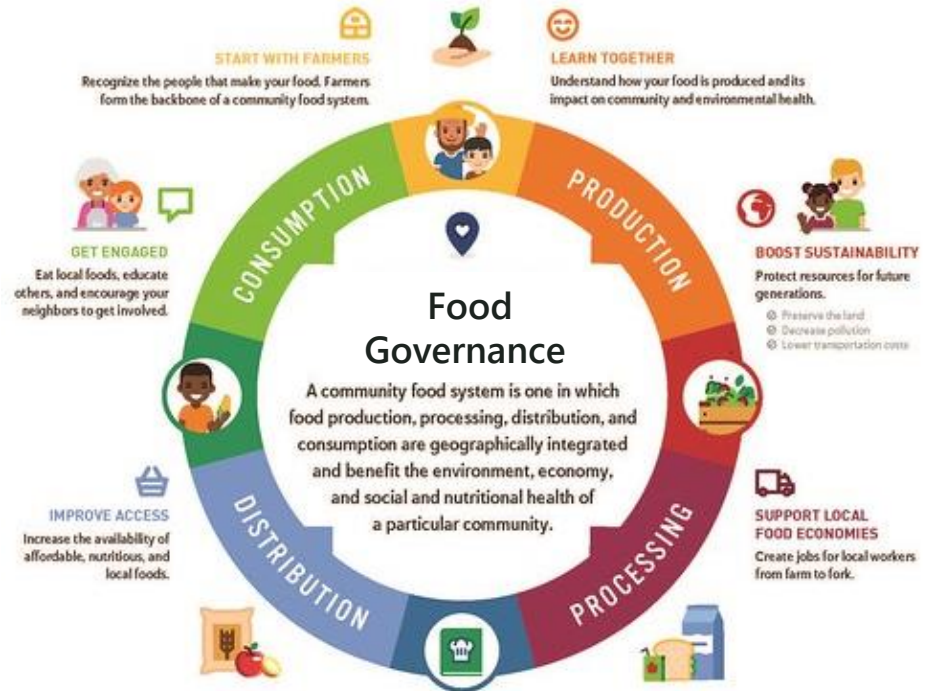 START WITH FARMERS
Recognize the people that make your food. Farmers
form the backbone of a community food system.
LEARN TOGETHER
Understand how your food is produced and its
impact on community and environmental health.
CONSUMPTION
PRODUCTION
GET ENGAGED
Eat local foods, educate
others, and encourage your
neighbors to get involved.
BOOST SUSTAINABILITY
Protect resources for future
generations.
Preserve the land
Decrease pollution
Lower transportation costs
Food
Governance
A community food system is one in which
food production, processing, distribution, and
consumption are geographically integrated
and benefit the environment, economy,
and social and nutritional health of
a particular community.
IMPROVE ACCESS
Increase the availability of
affordable, nutritious, and
local foods.
SUPPORT LOCAL
FOOD ECONOMIES
Create jobs for local workers
from farm to fork.
DISTRIBUTION
PROCESSING